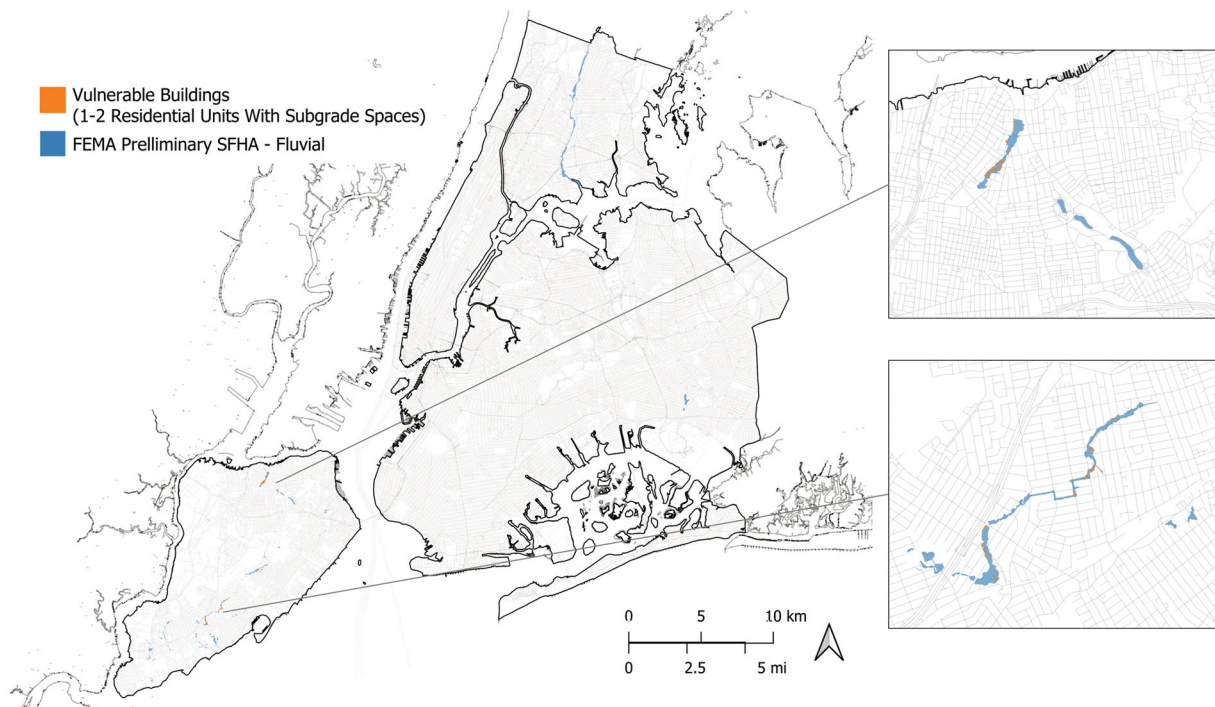 Vulnerable Buildings
(1-2 Residential Units With Subgrade Spaces)
FEMA Prelliminary SFHA - Fluvial
0 5 10 km
0 2.5 5 mi